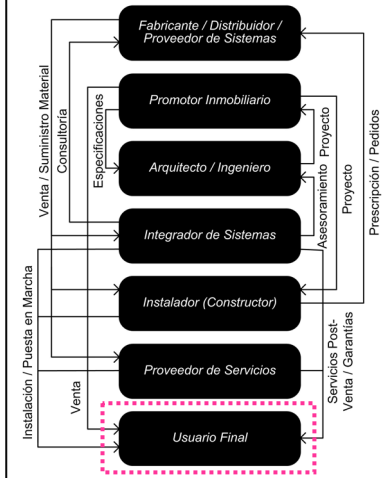 Fabricante / Distribuidor /
Proveedor de Sistemas
Promotor Inmobiliario
Arquitecto / Ingeniero
Integrador de Sistemas
Instalador (Constructor)
Proveedor de Servicios
Usuario Final
Venta / Suministro Material
Consultoría
Especificaciones
Instalación / Puesta en Marcha
Venta
Asesoramiento
Proyecto
Proyecto
Prescripción / Pedidos
Servicios Post-
Venta / Garantías